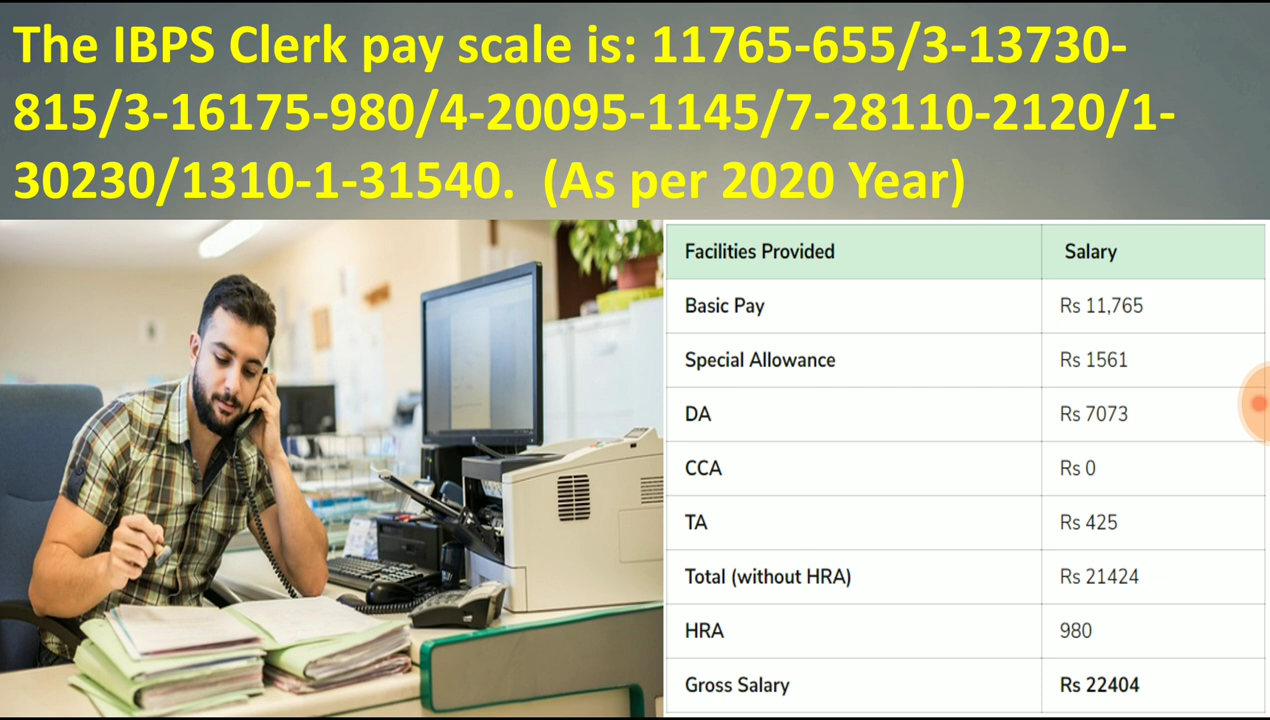 The IBPS Clerk pay scale is: 11765-655/3-13730-
815/3-16175-980/4-20095-1145/7-28110-2120/1-
30230/1310-1-31540. (As per 2020 Year)
Facilities Provided Salary
Basic Pay Rs 11,765
Special Allowance Rs 1561
DA Rs 7073
CCA Rs 0
TA Rs 425
Total (without HRA) Rs 21424
HRA 980
Gross Salary Rs 22404